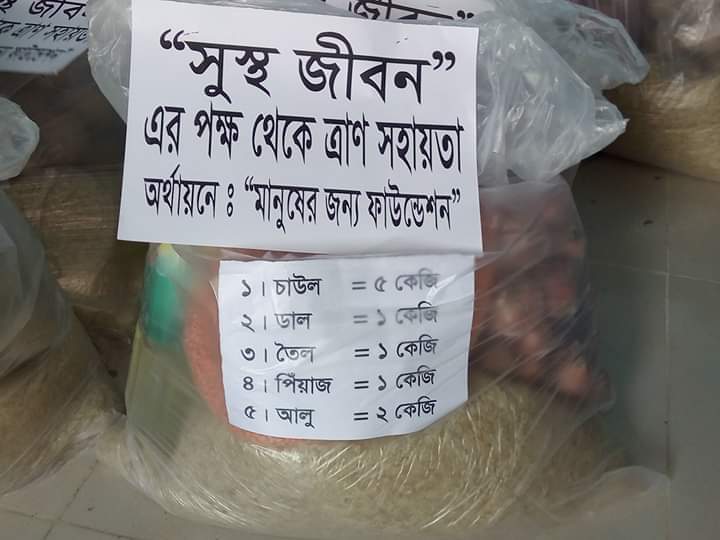 স্থ জীব
ক ত্রাণ সহায়তা
“সুস্থ জীবন”
এর পক্ষ থেকে ত্রাণ সহায়তা
অর্থায়নে : “মানুষের জন্য ফাউন্ডেশন”
১। চাউল = ৫ কেজি
২। ডাল = ১ কেজি
৩। তৈল = ১ কেজি
৪। পিঁয়াজ = ১ কেজি
৫। আলু = ২ কেজি